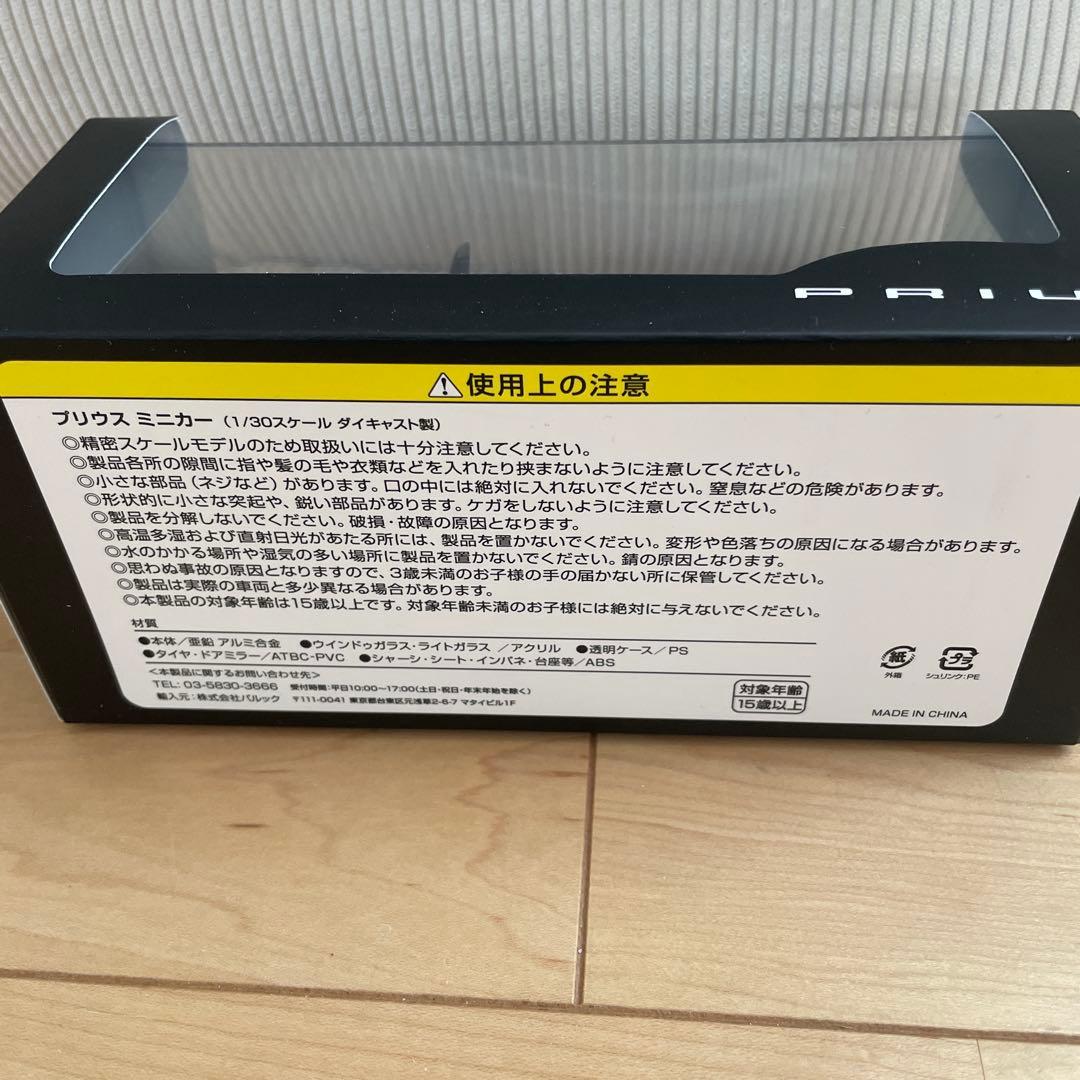 PRIU
⚠使用上の注意
プリウス ミニカー（1/30スケール ダイキャスト製）
◎精密スケールモデルのため取扱いには十分注意してください。
◎製品各所の隙間に指や髪の毛や衣類などを入れたり挟まないように注意してください。
◎小さな部品（ネジなど）があります。口の中には絶対に入れないでください。窒息などの危険があります。
◎形状的に小さな突起や、鋭い部品があります。ケガをしないように注意してください。
◎製品を分解しないでください。破損・故障の原因となります。
◎高温多湿および直射日光があたる所には、製品を置かないでください。変形や色落ちの原因になる場合があります。
◎水のかかる場所や湿気の多い場所に製品を置かないでください。錆の原因となります。
◎思わぬ事故の原因となりますので、3歳未満のお子様の手の届かない所に保管してください。
◎製品は実際の車両と多少異なる場合があります。
◎本製品の対象年齢は15歳以上です。対象年齢未満のお子様には絶対に与えないでください。
材質
●本体／亜鉛 アルミ合金 ●ウインドゥガラス・ライトガラス ／アクリル ●透明ケース／PS
●タイヤ・ドアミラー／ATBC-PVC ●シャーシ・シート・インパネ・台座等／ABS
＜本製品に関するお問い合わせ先＞
TEL: 03-5830-3666 受付時間:平日10:00〜17:00(土日・祝日・年末年始を除く)
輸入元:株式会社バルック 〒111-0041 東京都台東区元浅草2-6-7 マタイビル1F
対象年齢
15歳以上
紙
外箱
プラ
シュリンク:PE
MADE IN CHINA